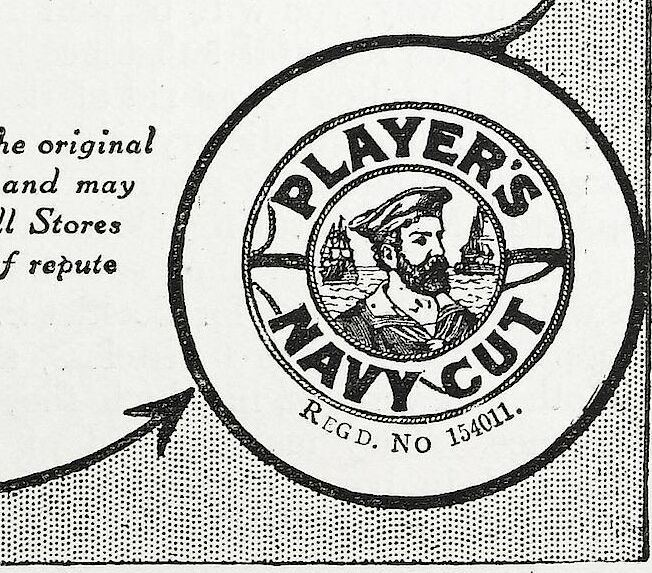 he original
and may
ll Stores
f repute
PLAYER'S
NAVY CUT
REGD. NO 154011.